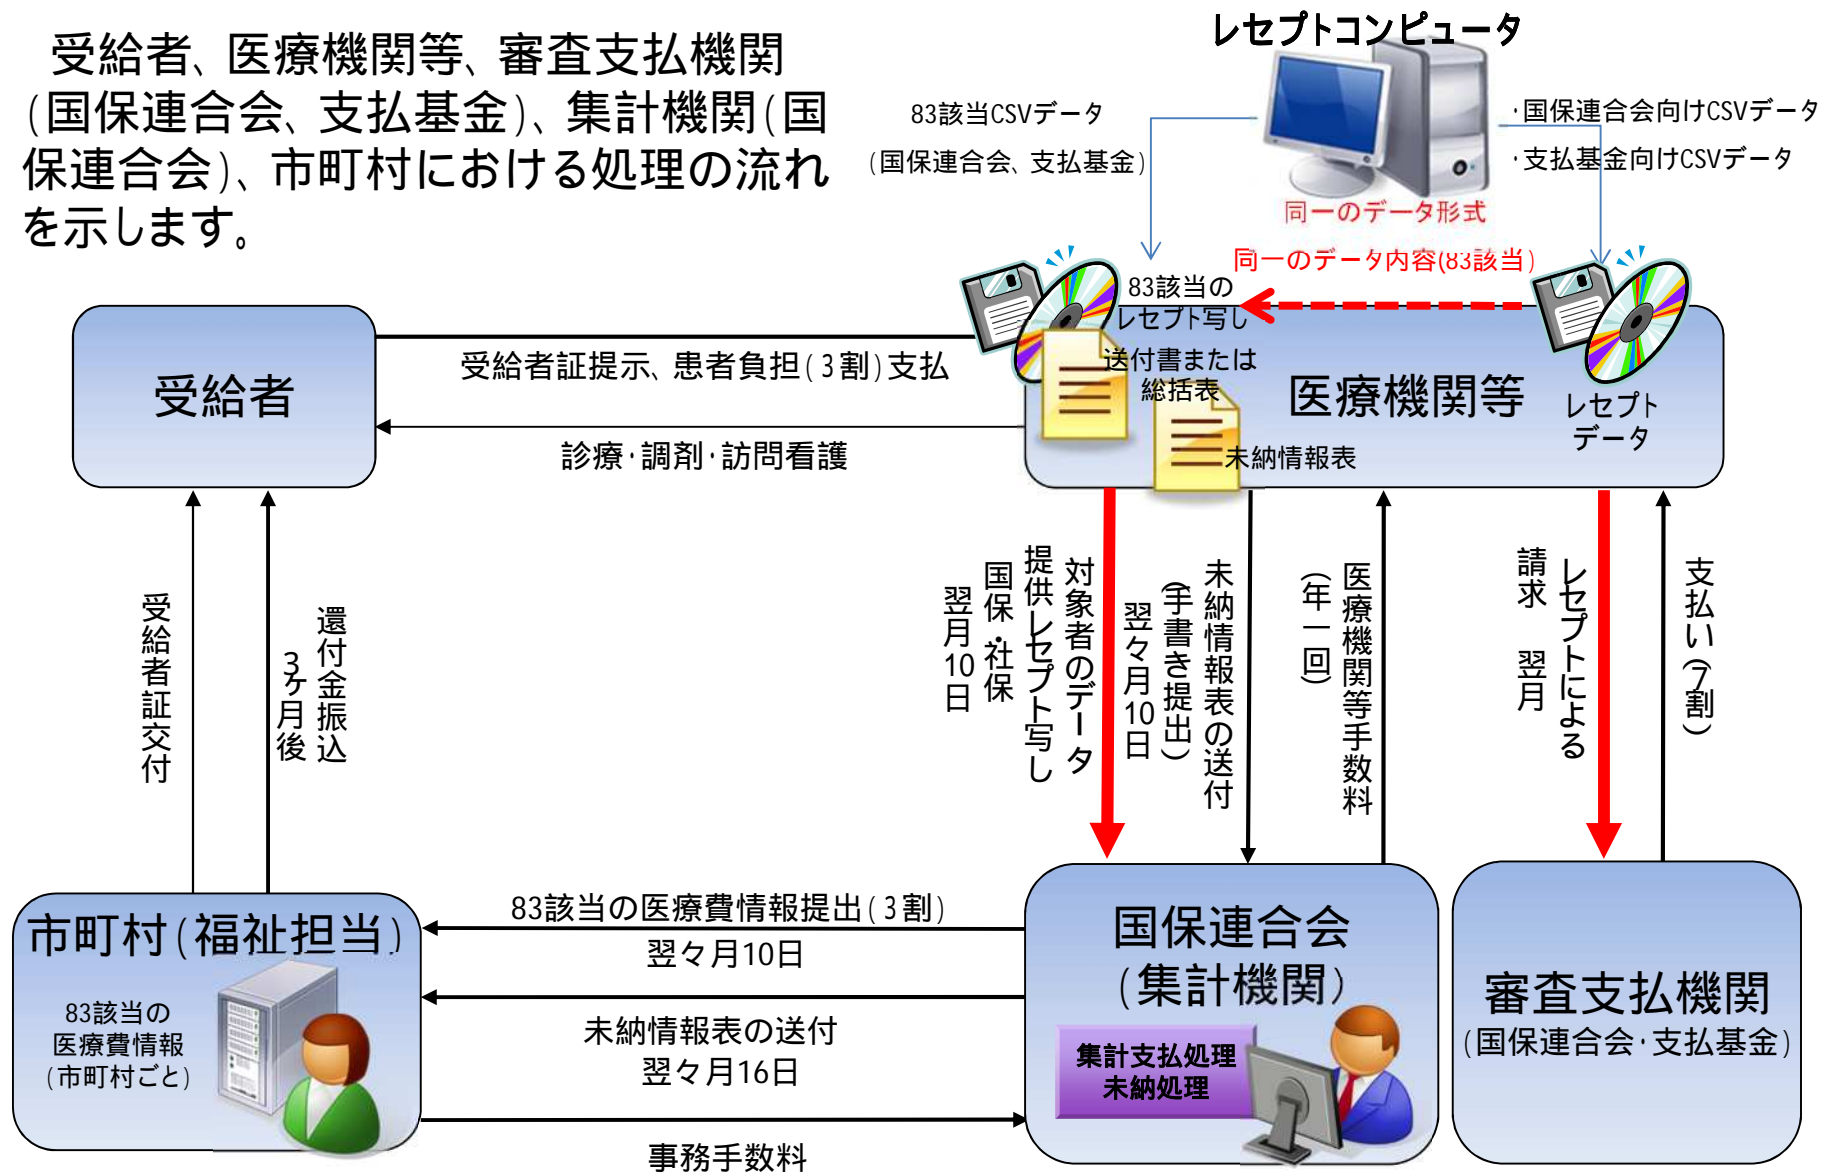 受給者、医療機関等、審査支払機関
(国保連合会、支払基金)、集計機関(国
保連合会)、市町村における処理の流れ
を示します。
レセプトコンピュータ
83該当CSVデータ
(国保連合会、支払基金)
・国保連合会向けCSVデータ
・支払基金向けCSVデータ
同一のデータ形式
同一のデータ内容(83該当)
83該当の
レセプト写し
送付書または
総括表
未納情報表
医療機関等
レセプト
データ
受給者
受給者証提示、患者負担(3割)支払
診療・調剤・訪問看護
受給者証交付
還付金振込
3ヶ月後
対象者のデータ
提供レセプト写し
国保・社保
翌月10日
未納情報表の送付
(手書き提出)
翌々月10日
医療機関等手数料
(年一回)
レセプトによる
請求 翌月
支払い(7割)
市町村(福祉担当)
83該当の
医療費情報
(市町村ごと)
83該当の医療費情報提出(3割)
翌々月10日
未納情報表の送付
翌々月16日
事務手数料
国保連合会
(集計機関)
集計支払処理
未納処理
審査支払機関
(国保連合会・支払基金)